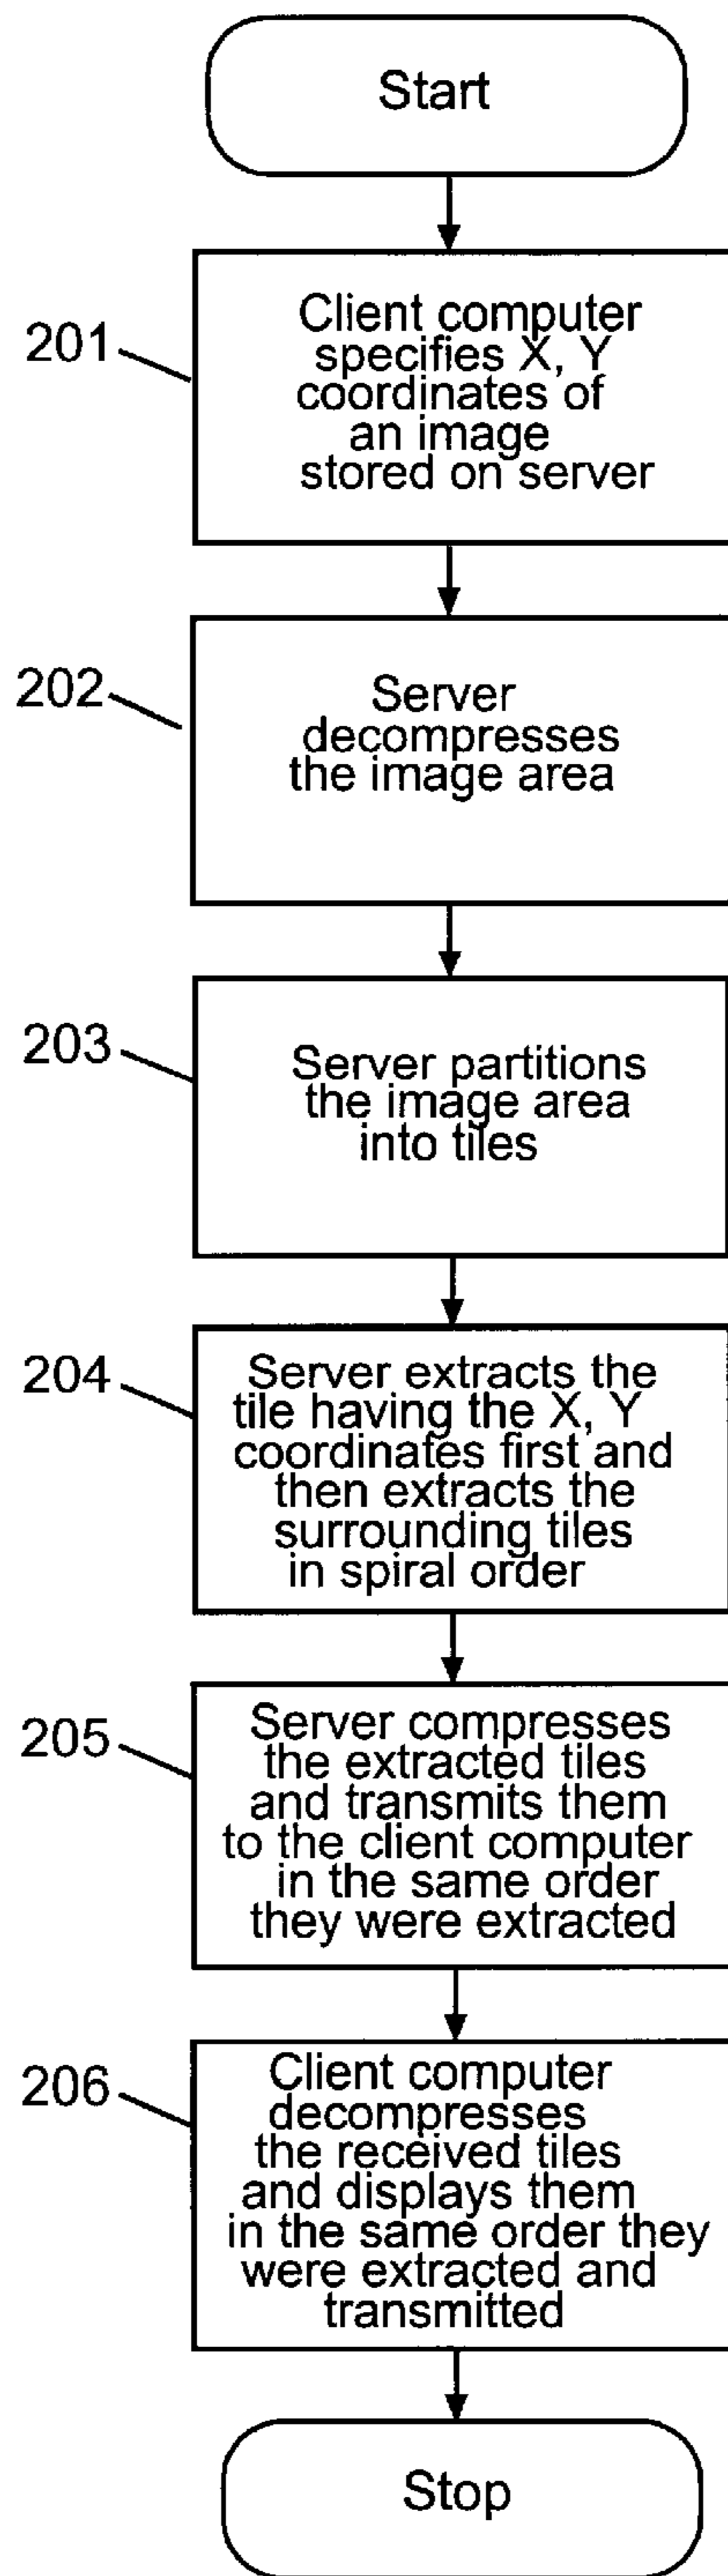 Start
201
Client computer
specifies X, Y
coordinates of
an image
stored on server
202
Server
decompresses
the image area
203
Server partitions
the image area
into tiles
204
Server extracts the
tile having the X, Y
coordinates first and
then extracts the
surrounding tiles
in spiral order
205
Server compresses
the extracted tiles
and transmits them
to the client computer
in the same order
they were extracted
206
Client computer
decompresses
the received tiles
and displays them
in the same order they
were extracted and
transmitted
Stop